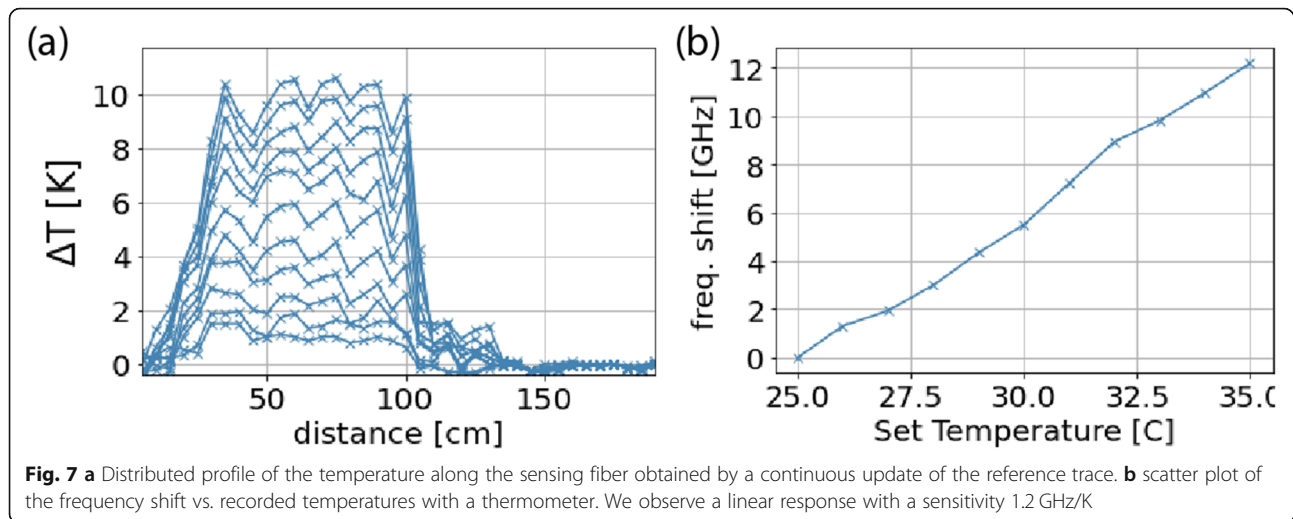 (a)
10
8
6
4
2
0
ΔT [K]
50 100 150
distance [cm]
(b)
12
10
8
6
4
2
0
freq. shift [GHz]
25.0 27.5 30.0 32.5 35.0
Set Temperature [C]
Fig. 7 a Distributed profile of the temperature along the sensing fiber obtained by a continuous update of the reference trace. b scatter plot of
the frequency shift vs. recorded temperatures with a thermometer. We observe a linear response with a sensitivity 1.2 GHz/K